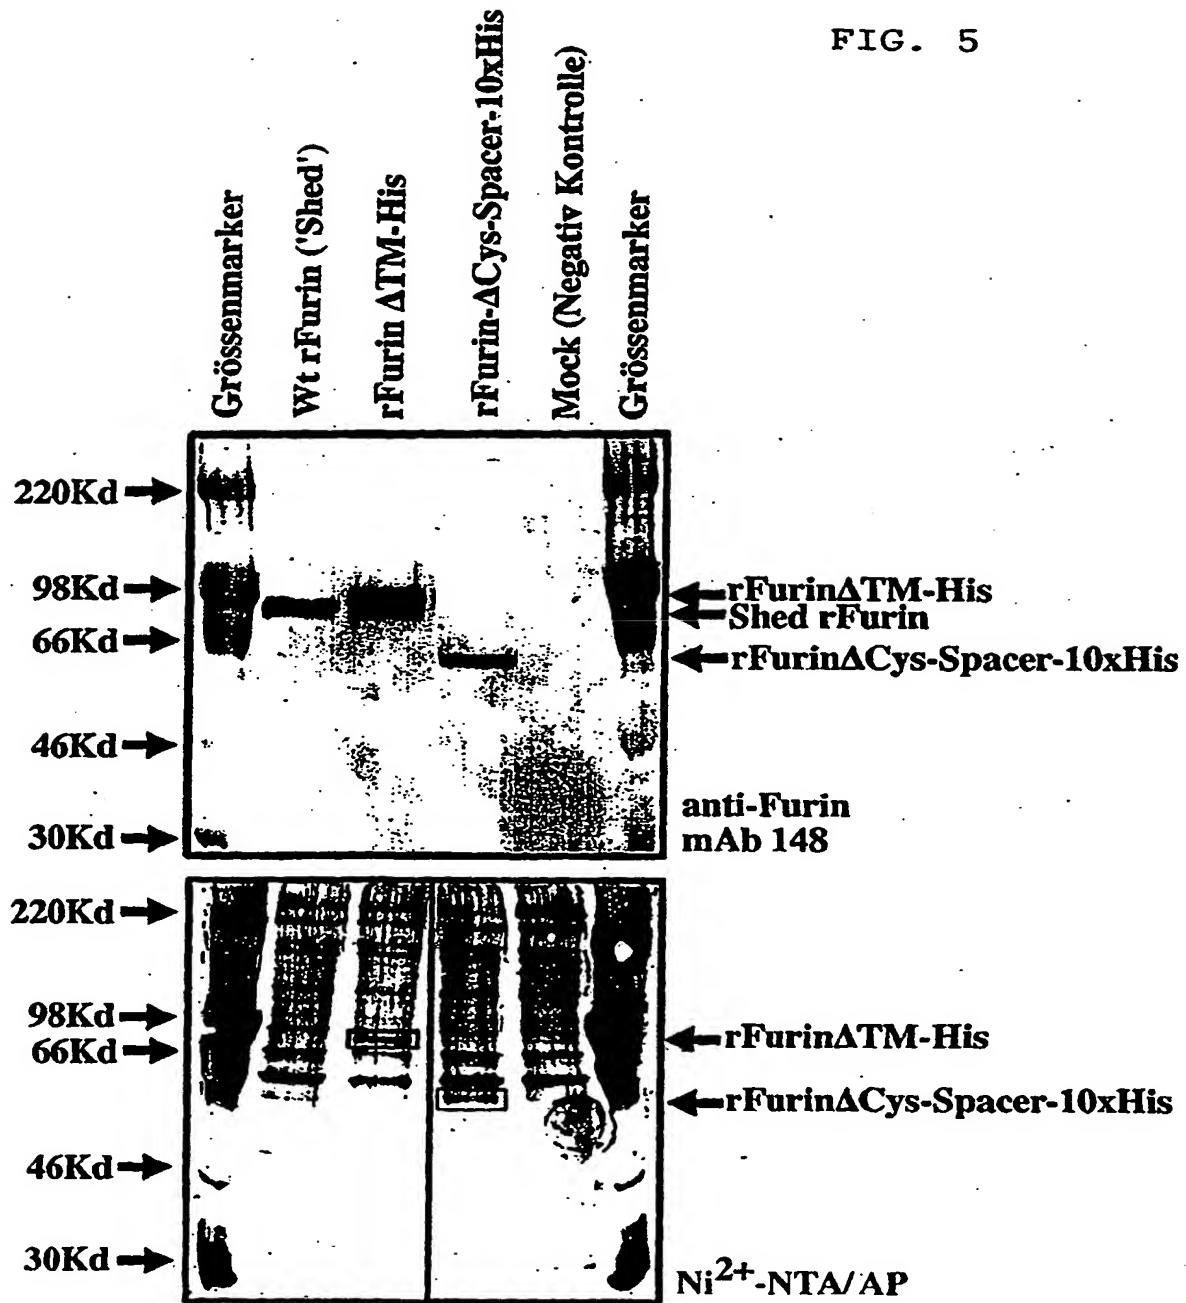 FIG. 5
Grössenmarker
Wt rFurin ('Shed')
rFurin ΔTM-His
rFurin-ΔCys-Spacer-10xHis
Mock (Negativ Kontrolle)
Grössenmarker
220Kd
98Kd
66Kd
46Kd
30Kd
rFurinΔTM-His
Shed rFurin
rFurinΔCys-Spacer-10xHis
anti-Furin
mAb 148
220Kd
98Kd
66Kd
46Kd
30Kd
rFurinΔTM-His
rFurinΔCys-Spacer-10xHis
Ni²⁺-NTA/AP